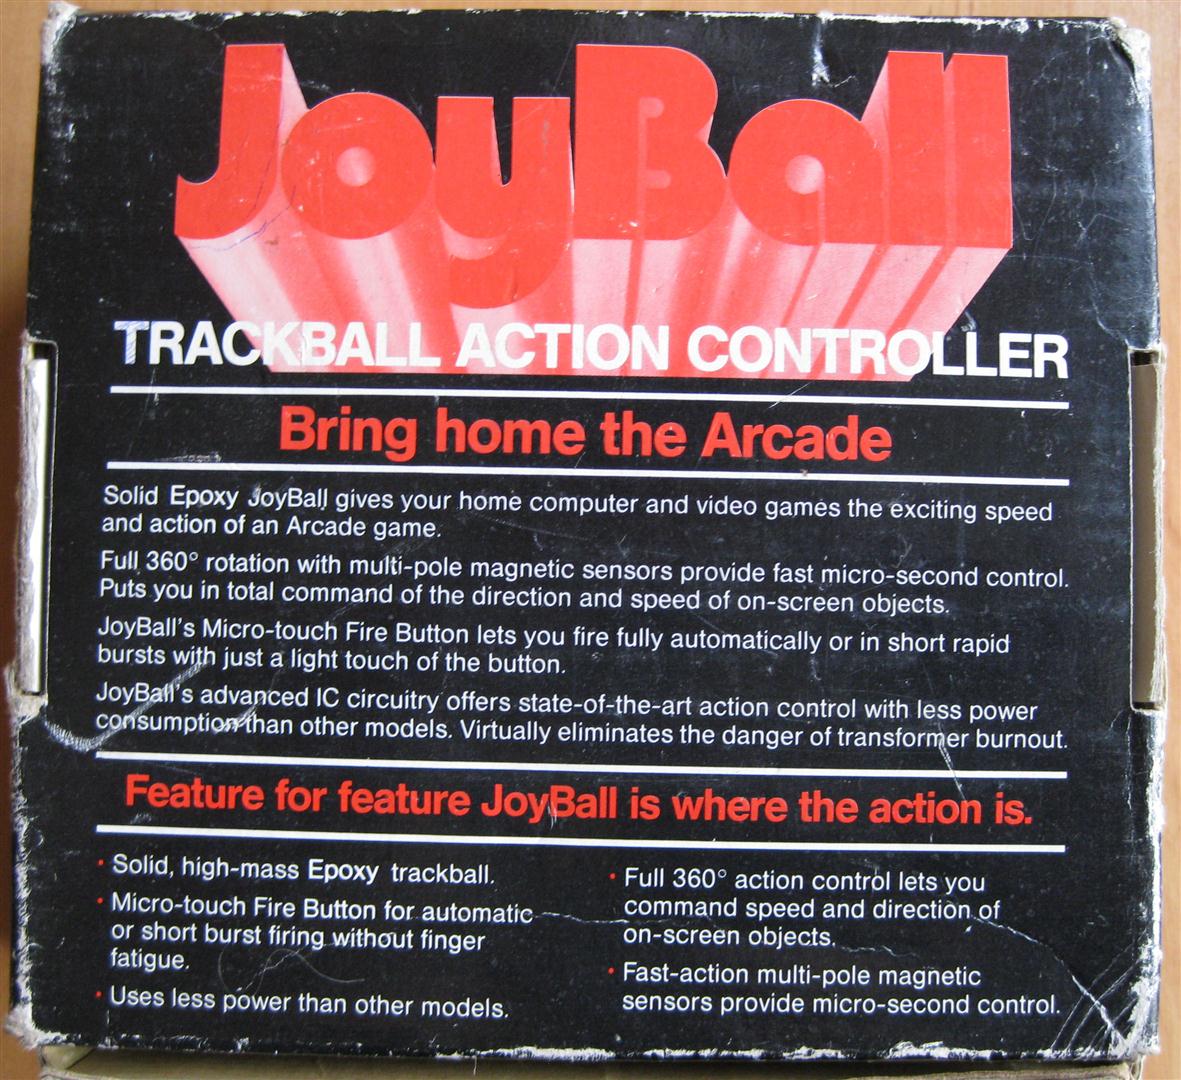 JoyBall
TRACKBALL ACTION CONTROLLER
Bring home the Arcade
Solid Epoxy JoyBall gives your home computer and video games the exciting speed
and action of an Arcade game.
Full 360° rotation with multi-pole magnetic sensors provide fast micro-second control.
Puts you in total command of the direction and speed of on-screen objects.
JoyBall's Micro-touch Fire Button lets you fire fully automatically or in short rapid
bursts with just a light touch of the button.
JoyBall's advanced IC circuitry offers state-of-the-art action control with less power
consumption than other models. Virtually eliminates the danger of transformer burnout.
Feature for feature JoyBall is where the action is.
• Solid, high-mass Epoxy trackball.
• Micro-touch Fire Button for automatic
or short burst firing without finger
fatigue.
• Uses less power than other models.
• Full 360° action control lets you
command speed and direction of
on-screen objects.
• Fast-action multi-pole magnetic
sensors provide micro-second control.